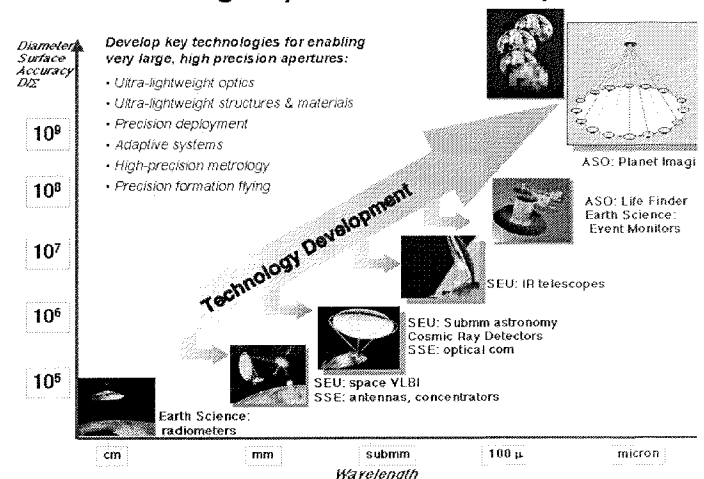 Diameter
Surface
Accuracy
D/Σ
Develop key technologies for enabling
very large, high precision apertures:
• Ultra-lightweight optics
• Ultra-lightweight structures & materials
• Precision deployment
• Adaptive systems
• High-precision metrology
• Precision formation flying
10⁹
10⁸
10⁷
10⁶
10⁵
Technology Development
ASO: Planet Imagi
ASO: Life Finder
Earth Science:
Event Monitors
SEU: IR telescopes
SEU: Submm astronomy
Cosmic Ray Detectors
SSE: optical com
SEU: space VLBI
SSE: antennas, concentrators
Earth Science:
radiometers
cm
mm
submm
100 μ
micron
Wavelength